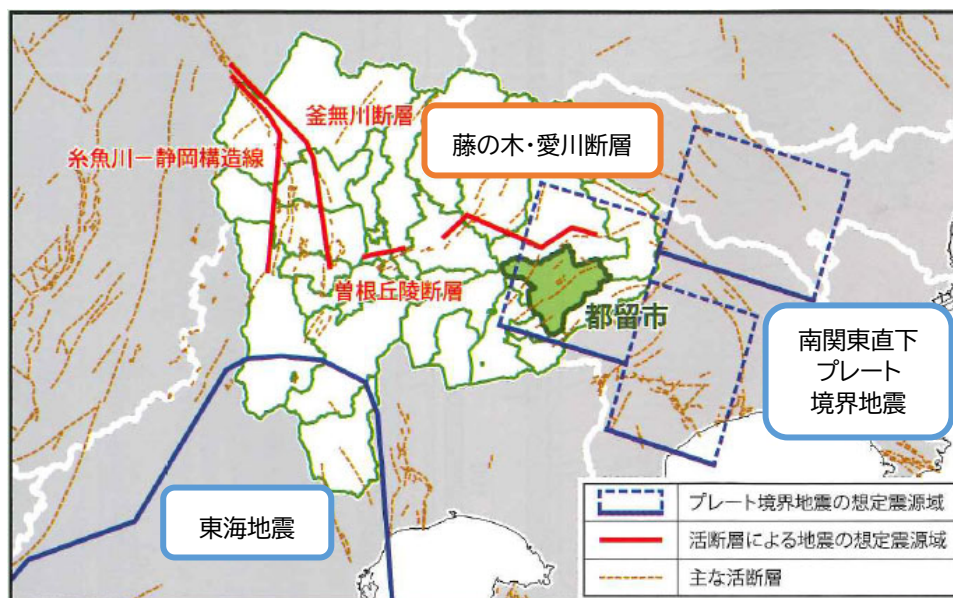 釜無川断層
藤の木・愛川断層
糸魚川－静岡構造線
曽根丘陵断層
都留市
南関東直下
プレート
境界地震
東海地震
プレート境界地震の想定震源域
活断層による地震の想定震源域
主な活断層